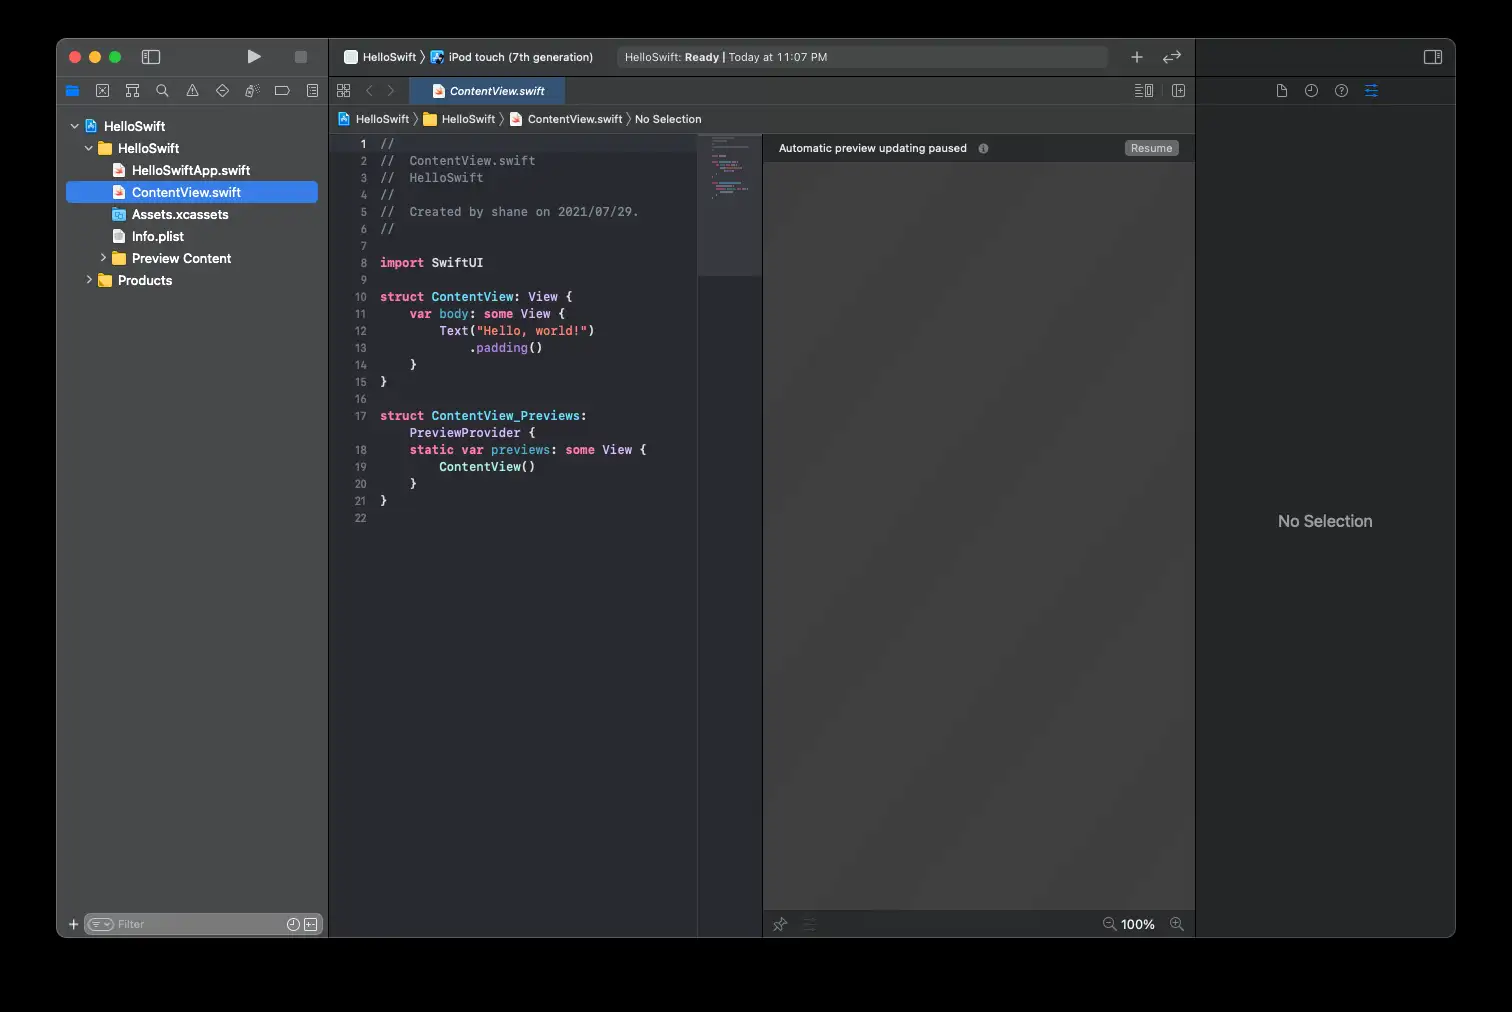 HelloSwift iPod touch (7th generation) HelloSwift: Ready | Today at 11:07 PM
ContentView.swift
HelloSwift HelloSwift ContentView.swift No Selection
HelloSwift
HelloSwift
HelloSwiftApp.swift
ContentView.swift
Assets.xcassets
Info.plist
Preview Content
Products
Filter
1 //
2 //  ContentView.swift
3 //  HelloSwift
4 //
5 //  Created by shane on 2021/07/29.
6 //
7
8 import SwiftUI
9
10 struct ContentView: View {
11     var body: some View {
12         Text("Hello, world!")
13             .padding()
14     }
15 }
16
17 struct ContentView_Previews:
PreviewProvider {
18     static var previews: some View {
19         ContentView()
20     }
21 }
22
Automatic preview updating paused Resume
100%
No Selection